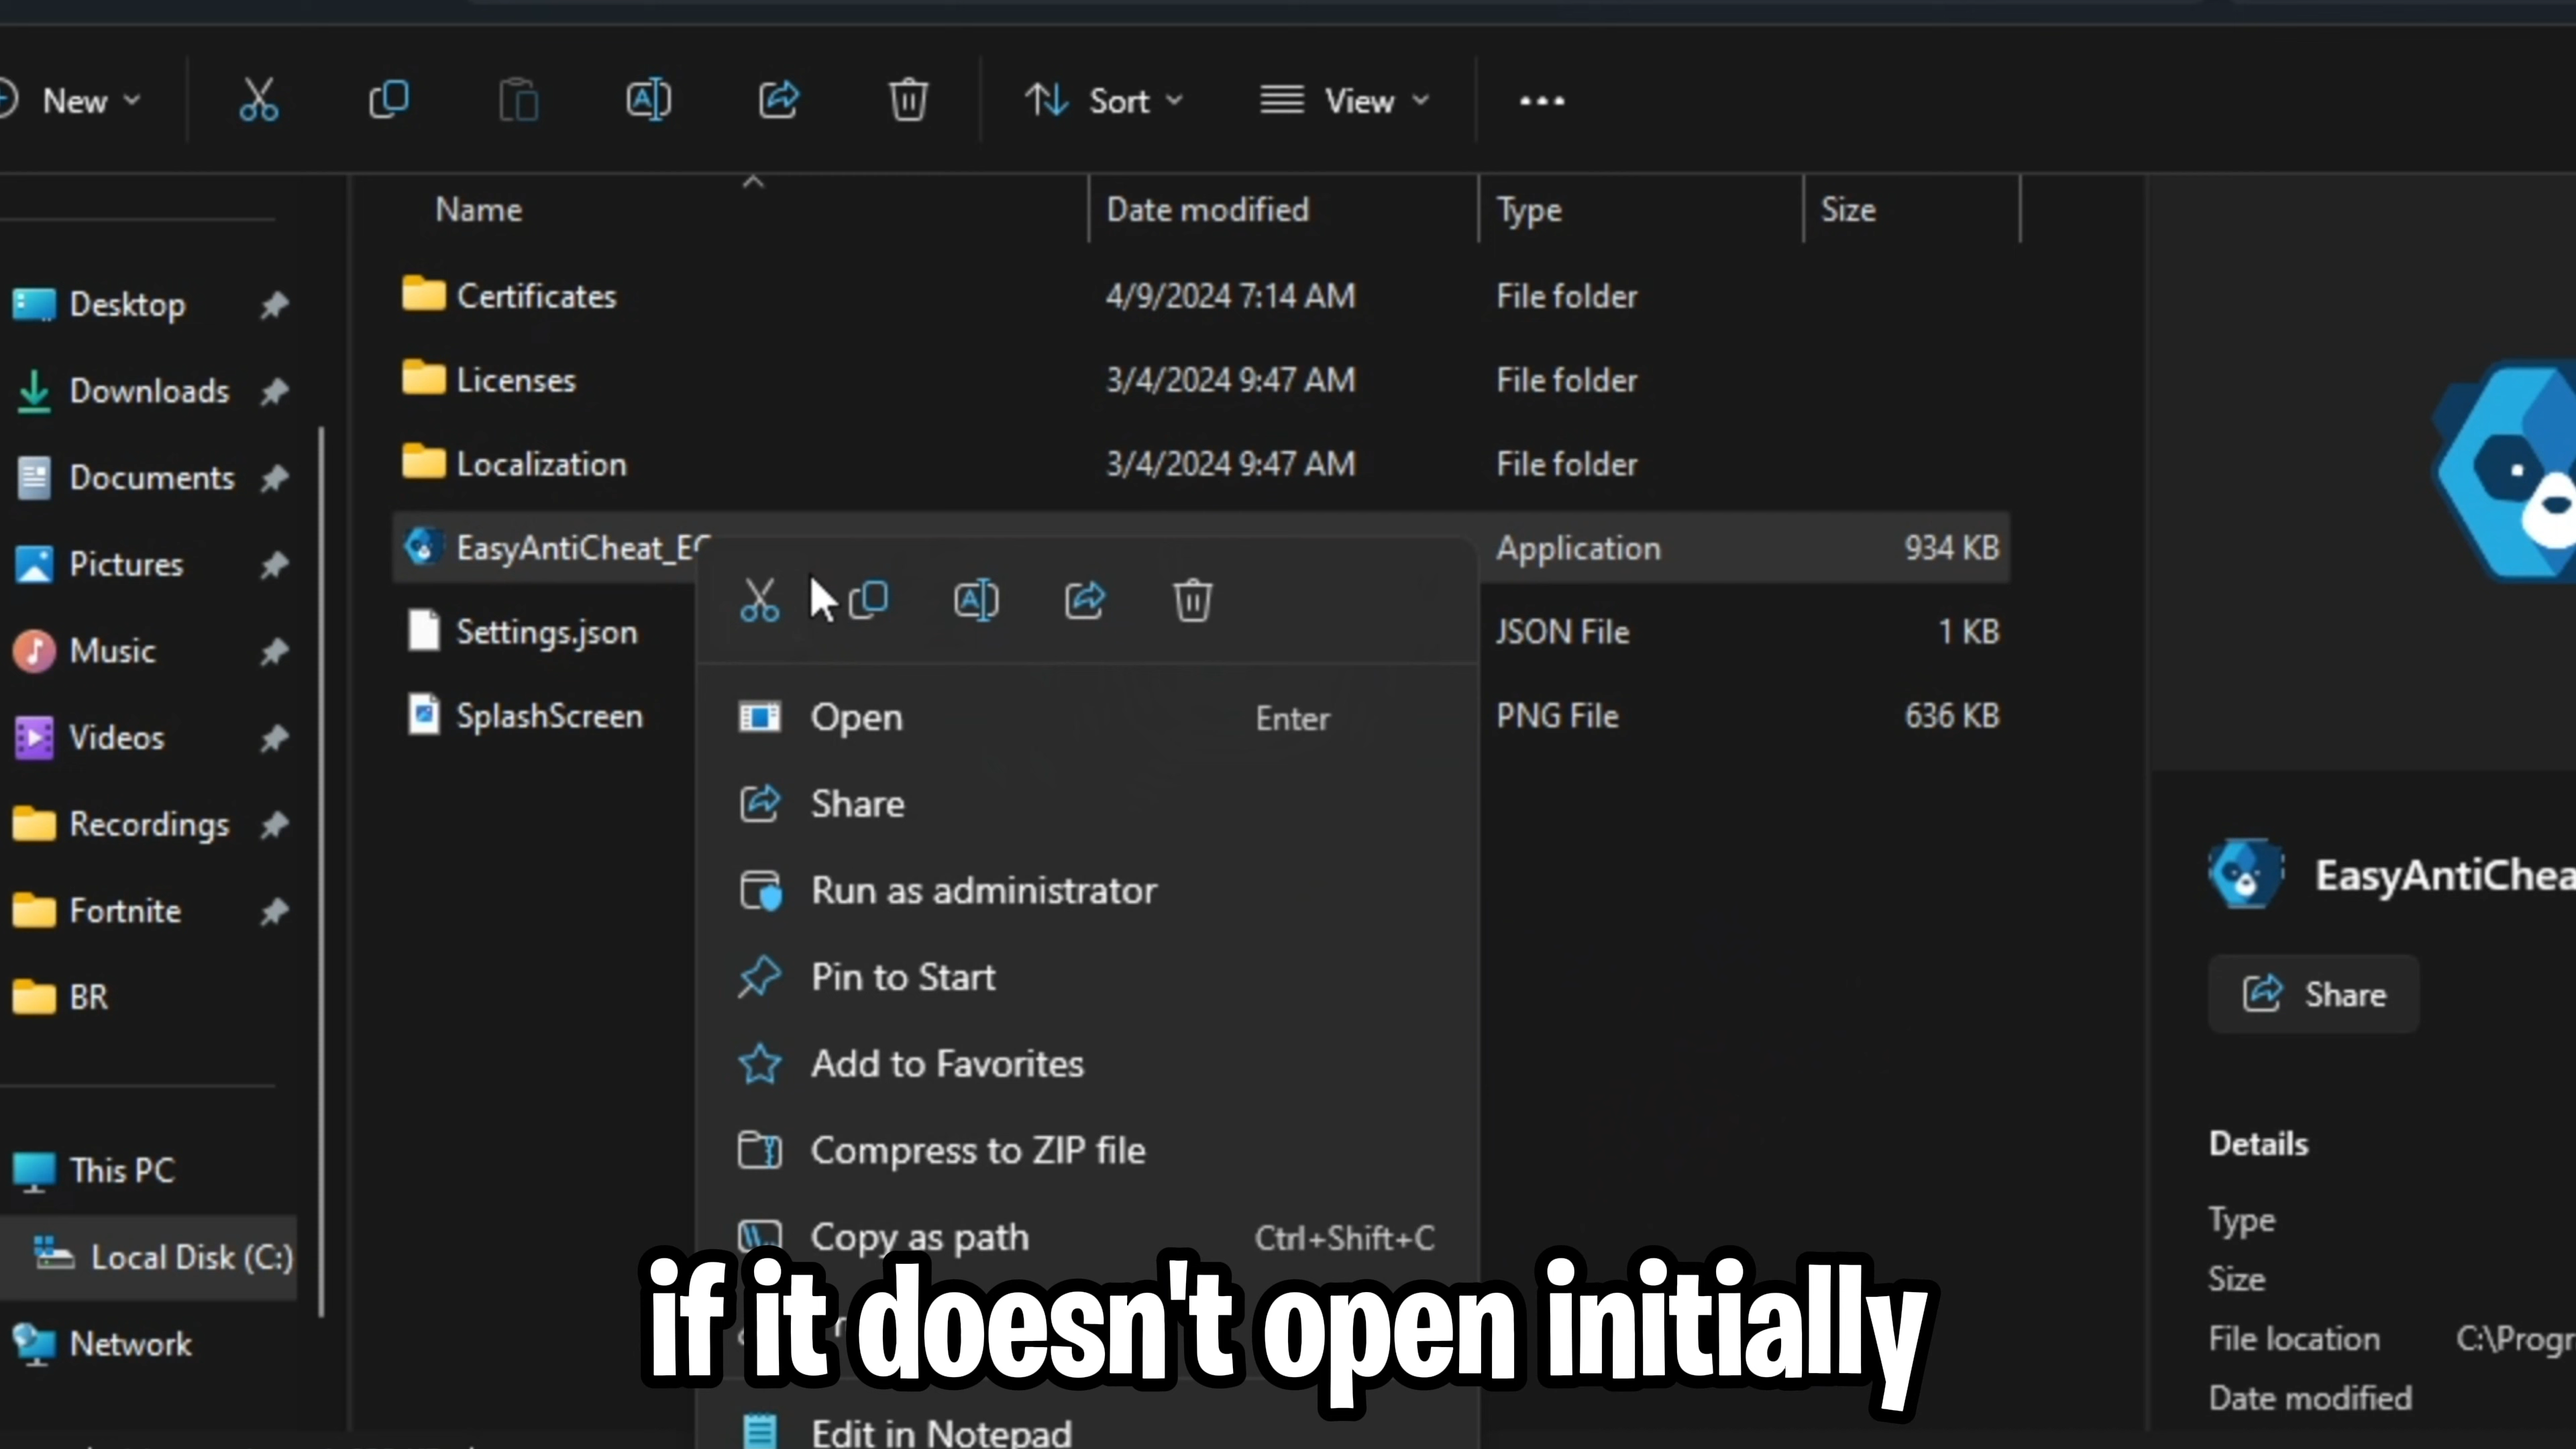 New
Sort
View
Name
Date modified
Type
Size
Desktop
Downloads
Documents
Pictures
Music
Videos
Recordings
Fortnite
BR
This PC
Local Disk (C:)
Network
Certificates 4/9/2024 7:14 AM File folder
Licenses 3/4/2024 9:47 AM File folder
Localization 3/4/2024 9:47 AM File folder
EasyAntiCheat_EO Application 934 KB
Settings.json JSON File 1 KB
SplashScreen PNG File 636 KB
Open Enter
Share
Run as administrator
Pin to Start
Add to Favorites
Compress to ZIP file
Copy as path Ctrl+Shift+C
Edit in Notepad
if it doesn't open initially
EasyAntiChea
Share
Details
Type
Size
File location C:\Progr
Date modified